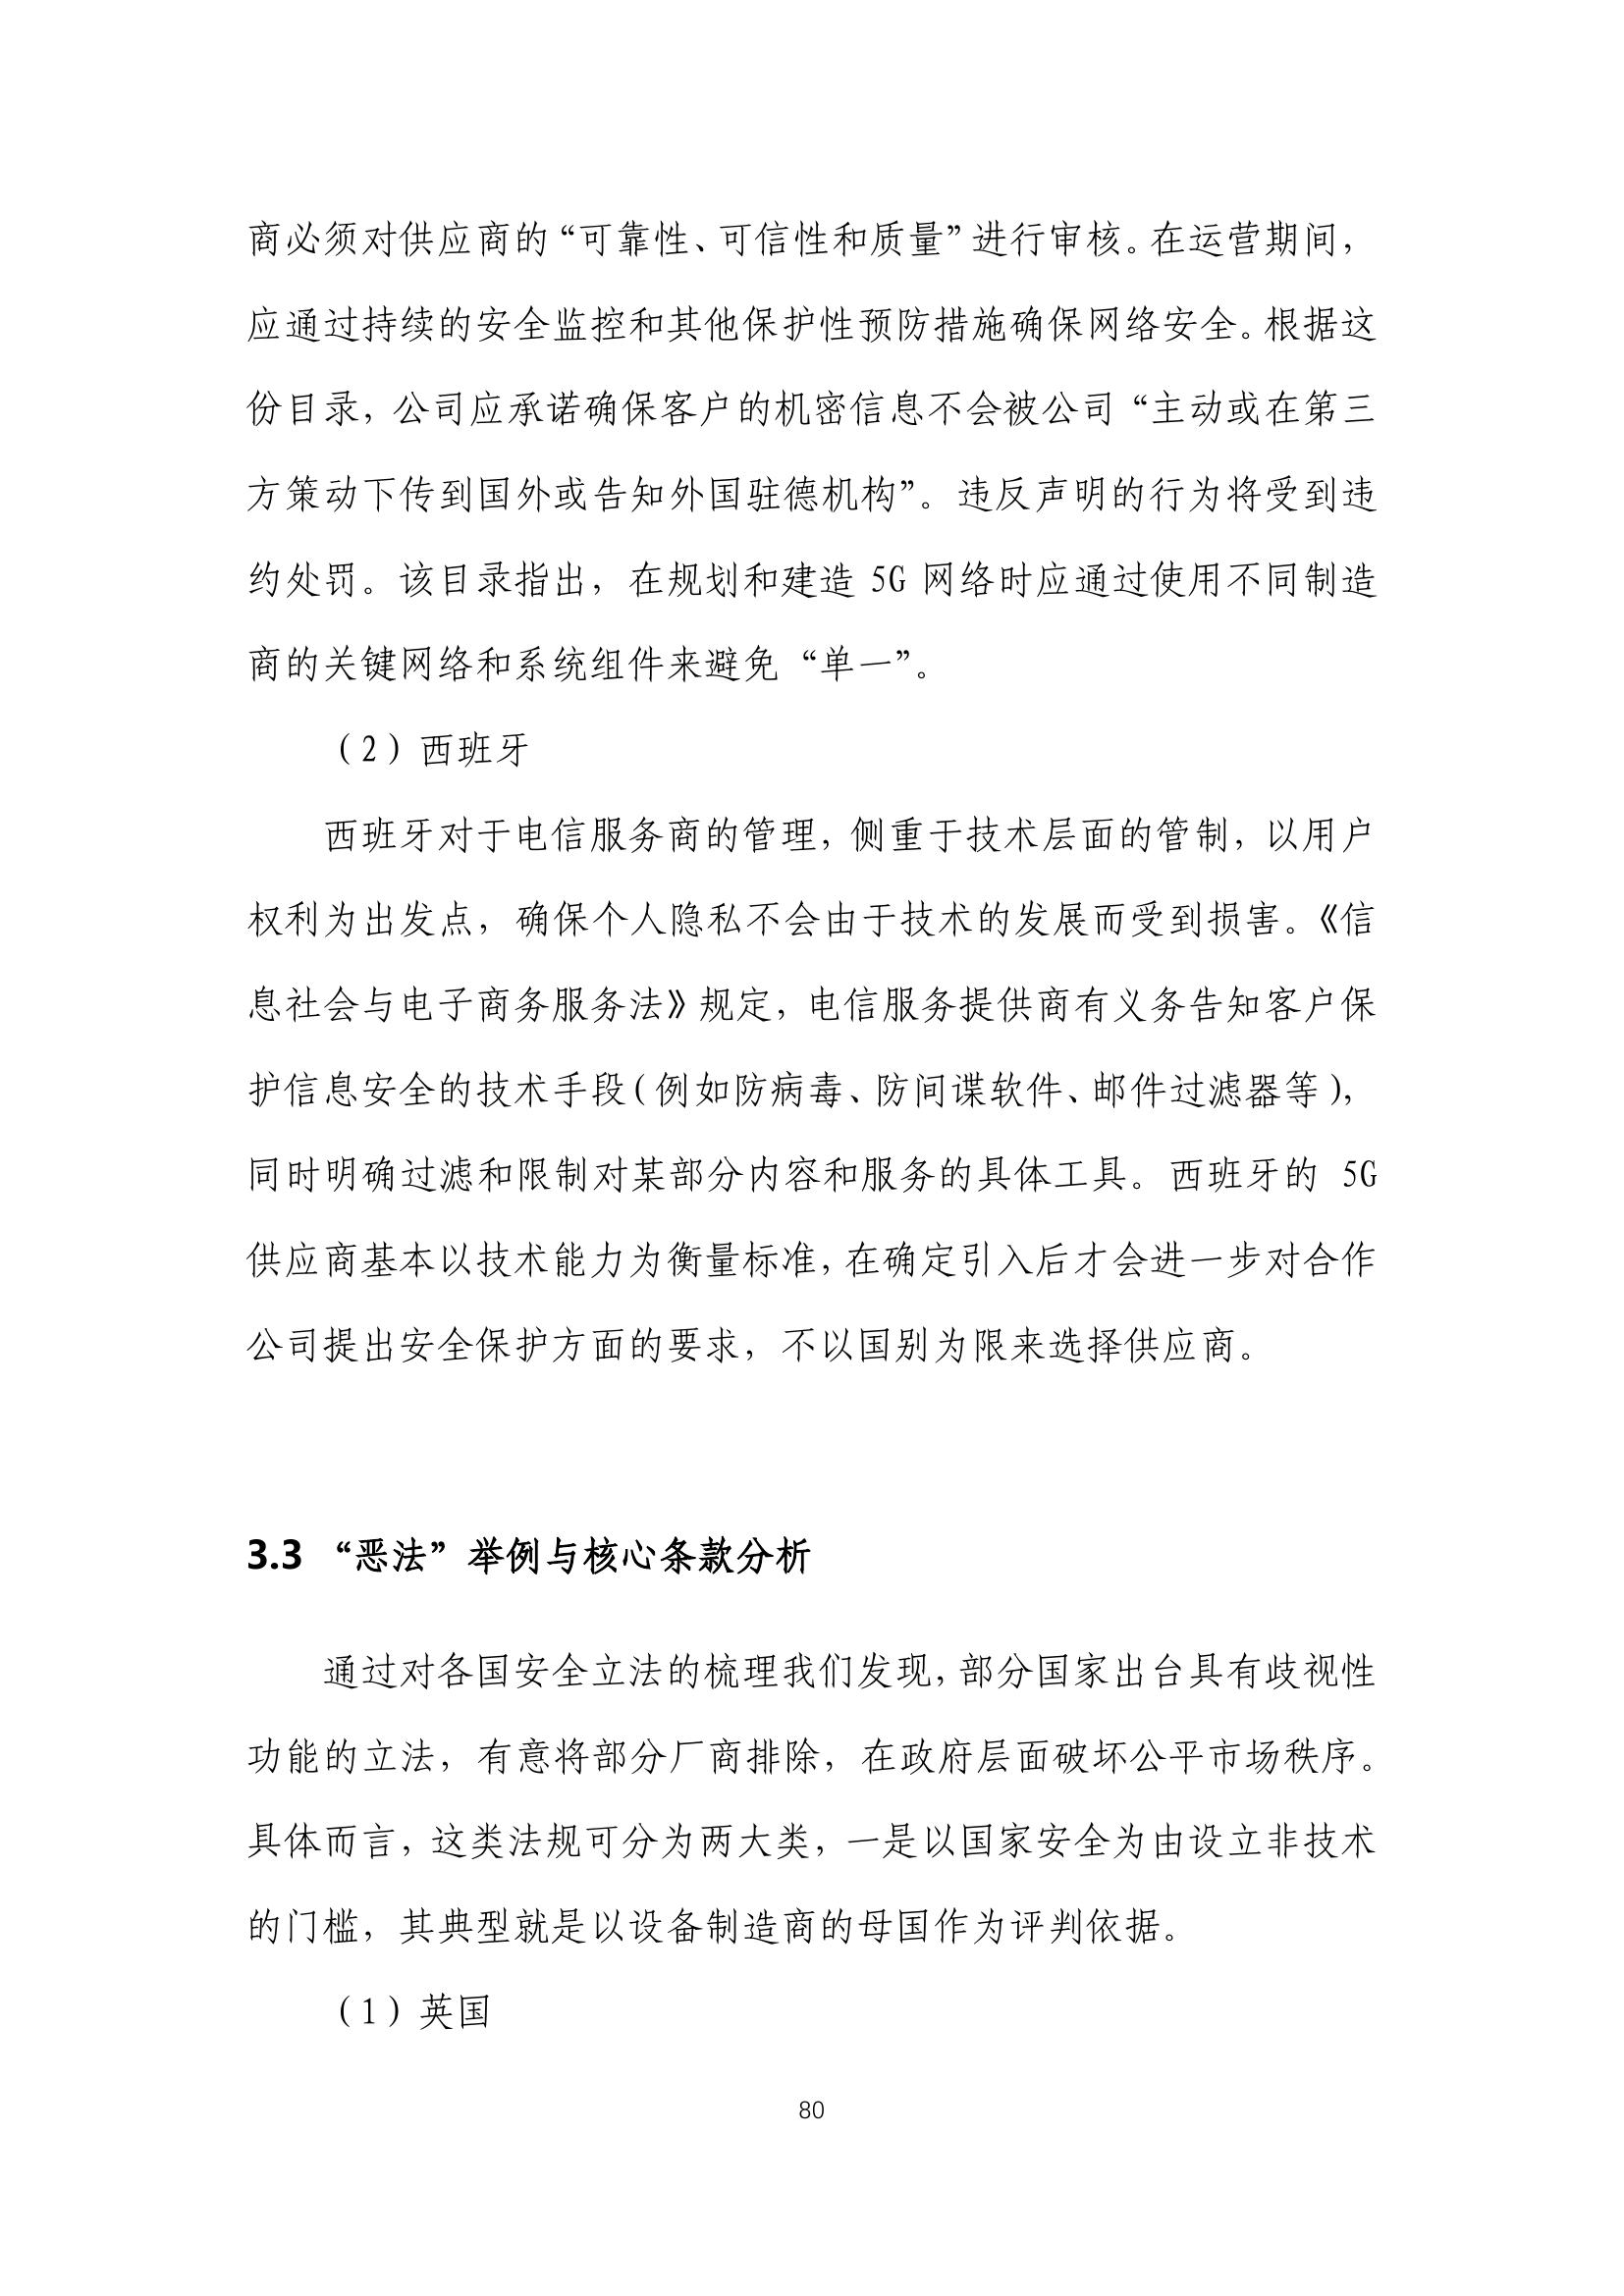 商必须对供应商的“可靠性、可信性和质量”进行审核。在运营期间，
应通过持续的安全监控和其他保护性预防措施确保网络安全。根据这
份目录，公司应承诺确保客户的机密信息不会被公司“主动或在第三
方策动下传到国外或告知外国驻德机构”。违反声明的行为将受到违
约处罚。该目录指出，在规划和建造 5G 网络时应通过使用不同制造
商的关键网络和系统组件来避免 “单一”。
（2）西班牙
西班牙对于电信服务商的管理，侧重于技术层面的管制，以用户
权利为出发点，确保个人隐私不会由于技术的发展而受到损害。《信
息社会与电子商务服务法》规定，电信服务提供商有义务告知客户保
护信息安全的技术手段（例如防病毒、防间谍软件、邮件过滤器等），
同时明确过滤和限制对某部分内容和服务的具体工具。西班牙的 5G
供应商基本以技术能力为衡量标准，在确定引入后才会进一步对合作
公司提出安全保护方面的要求，不以国别为限来选择供应商。
3.3 “恶法”举例与核心条款分析
通过对各国安全立法的梳理我们发现，部分国家出台具有歧视性
功能的立法，有意将部分厂商排除，在政府层面破坏公平市场秩序。
具体而言，这类法规可分为两大类，一是以国家安全为由设立非技术
的门槛，其典型就是以设备制造商的母国作为评判依据。
（1）英国
80